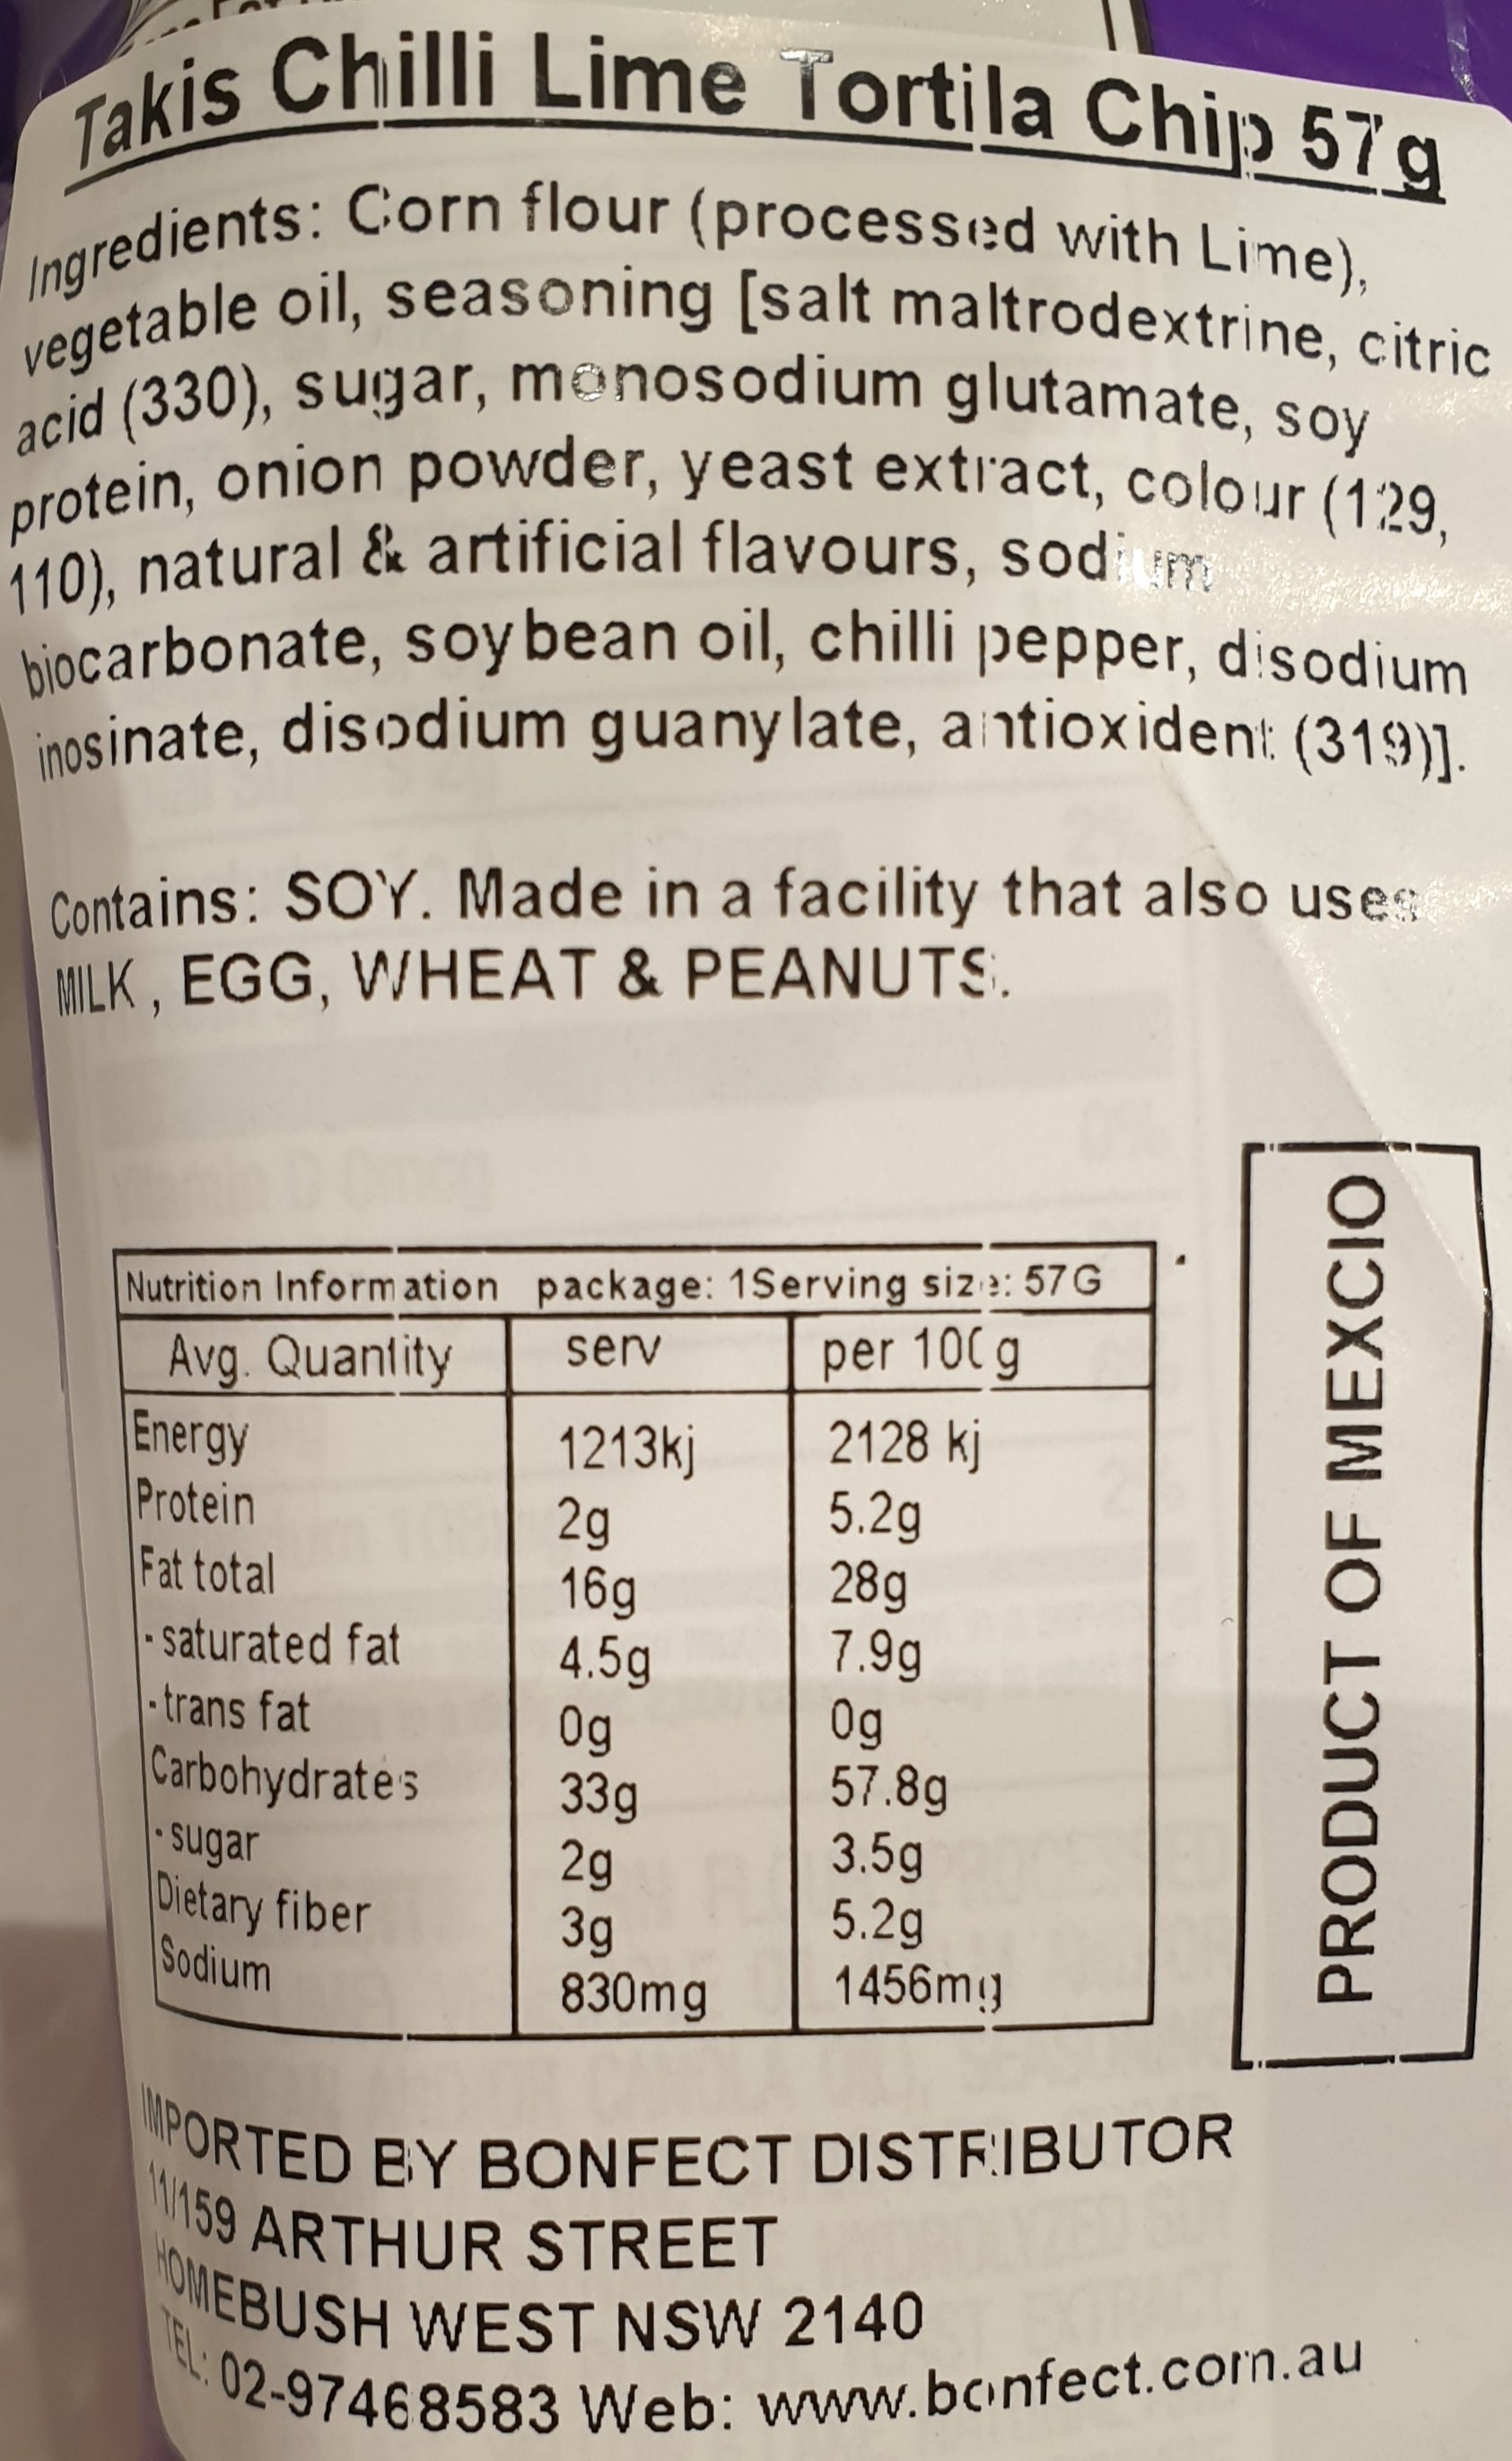 Takis Chilli Lime Tortila Chip 57g
Ingredients: Corn flour (processed with Lime),
vegetable oil, seasoning [salt maltrodextrine, citric
acid (330), sugar, monosodium glutamate, soy
protein, onion powder, yeast extract, colour (129,
110), natural & artificial flavours, sodium
biocarbonate, soybean oil, chilli pepper, disodium
inosinate, disodium guanylate, antioxident (319)].
Contains: SOY. Made in a facility that also uses
MILK , EGG, WHEAT & PEANUTS.
Nutrition Information package: 1Serving size: 57G
Avg. Quantity serv per 100g
Energy 1213kj 2128 kj
Protein 2g 5.2g
Fat total 16g 28g
- saturated fat 4.5g 7.9g
- trans fat 0g 0g
Carbohydrates 33g 57.8g
- sugar 2g 3.5g
Dietary fiber 3g 5.2g
Sodium 830mg 1456mg
PRODUCT OF MEXCIO
IMPORTED BY BONFECT DISTRIBUTOR
11/159 ARTHUR STREET
HOMEBUSH WEST NSW 2140
TEL: 02-97468583 Web: www.bonfect.com.au